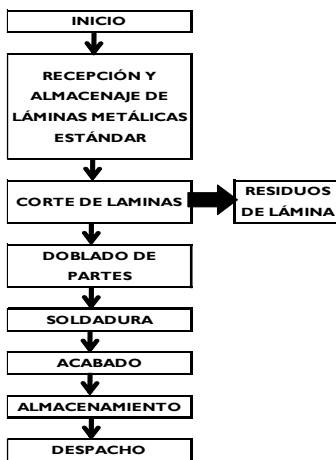 INICIO
RECEPCIÓN Y
ALMACENAJE DE
LÁMINAS METÁLICAS
ESTÁNDAR
CORTE DE LAMINAS
RESIDUOS
DE LÁMINA
DOBLADO DE
PARTES
SOLDADURA
ACABADO
ALMACENAMIENTO
DESPACHO